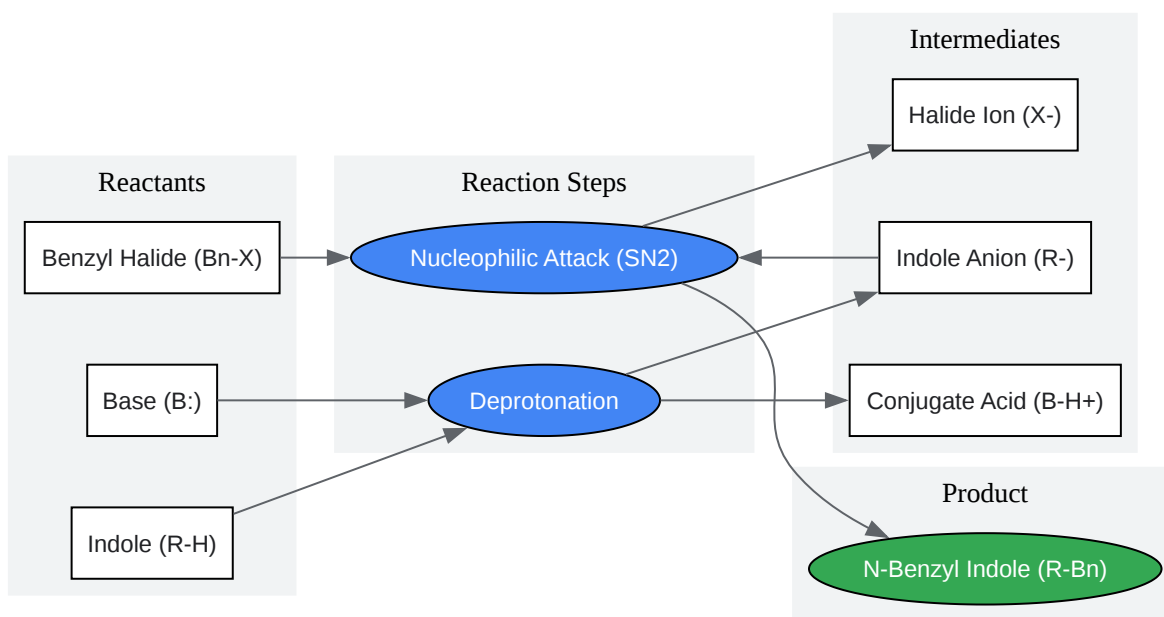 Reactants
Benzyl Halide (Bn-X)
Base (B:)
Indole (R-H)
Reaction Steps
Nucleophilic Attack (SN2)
Deprotonation
Intermediates
Halide Ion (X-)
Indole Anion (R-)
Conjugate Acid (B-H+)
Product
N-Benzyl Indole (R-Bn)